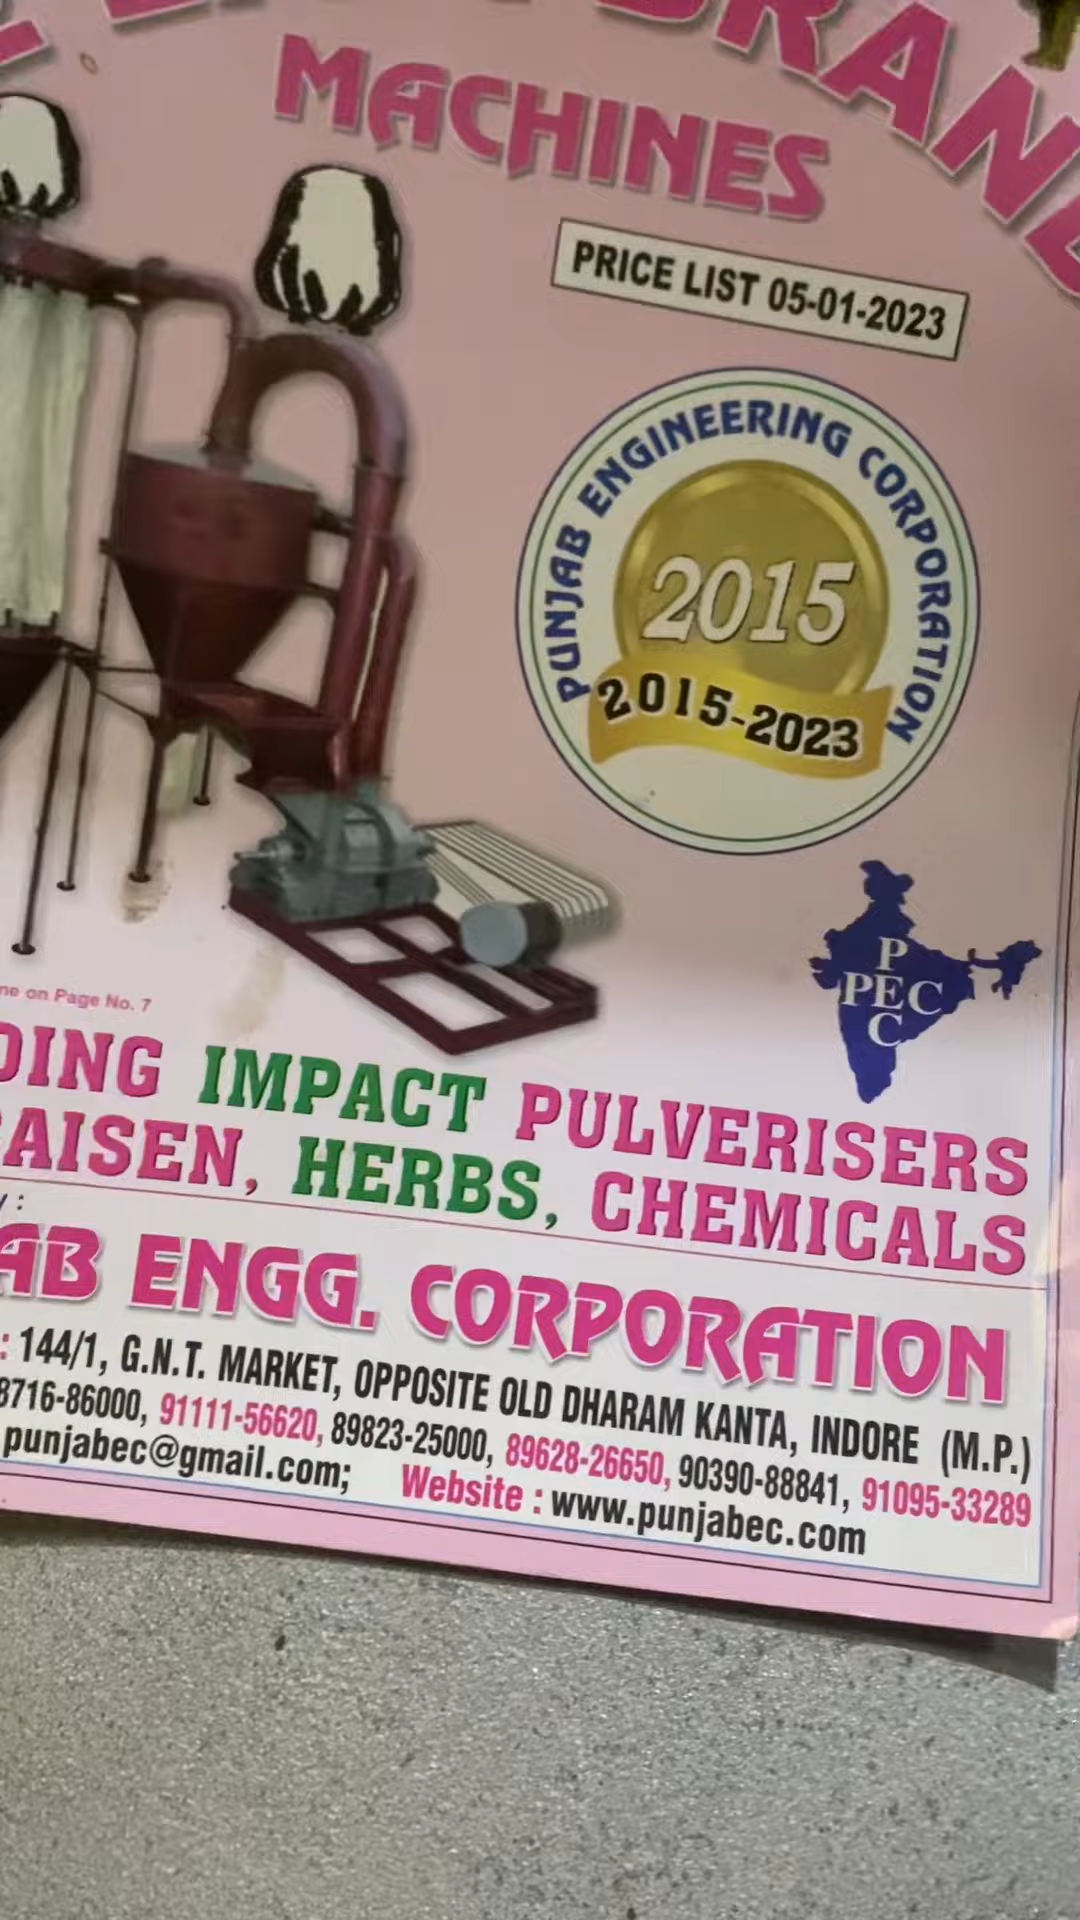 BRAND
MACHINES
PRICE LIST 05-01-2023
PUNJAB ENGINEERING CORPORATION
2015
2015-2023
P
PEC
C
ne on Page No. 7
DING IMPACT PULVERISERS
AISEN, HERBS, CHEMICALS
y :
AB ENGG. CORPORATION
: 144/1, G.N.T. MARKET, OPPOSITE OLD DHARAM KANTA, INDORE (M.P.)
8716-86000, 91111-56620, 89823-25000, 89628-26650, 90390-88841, 91095-33289
punjabec@gmail.com; Website : www.punjabec.com